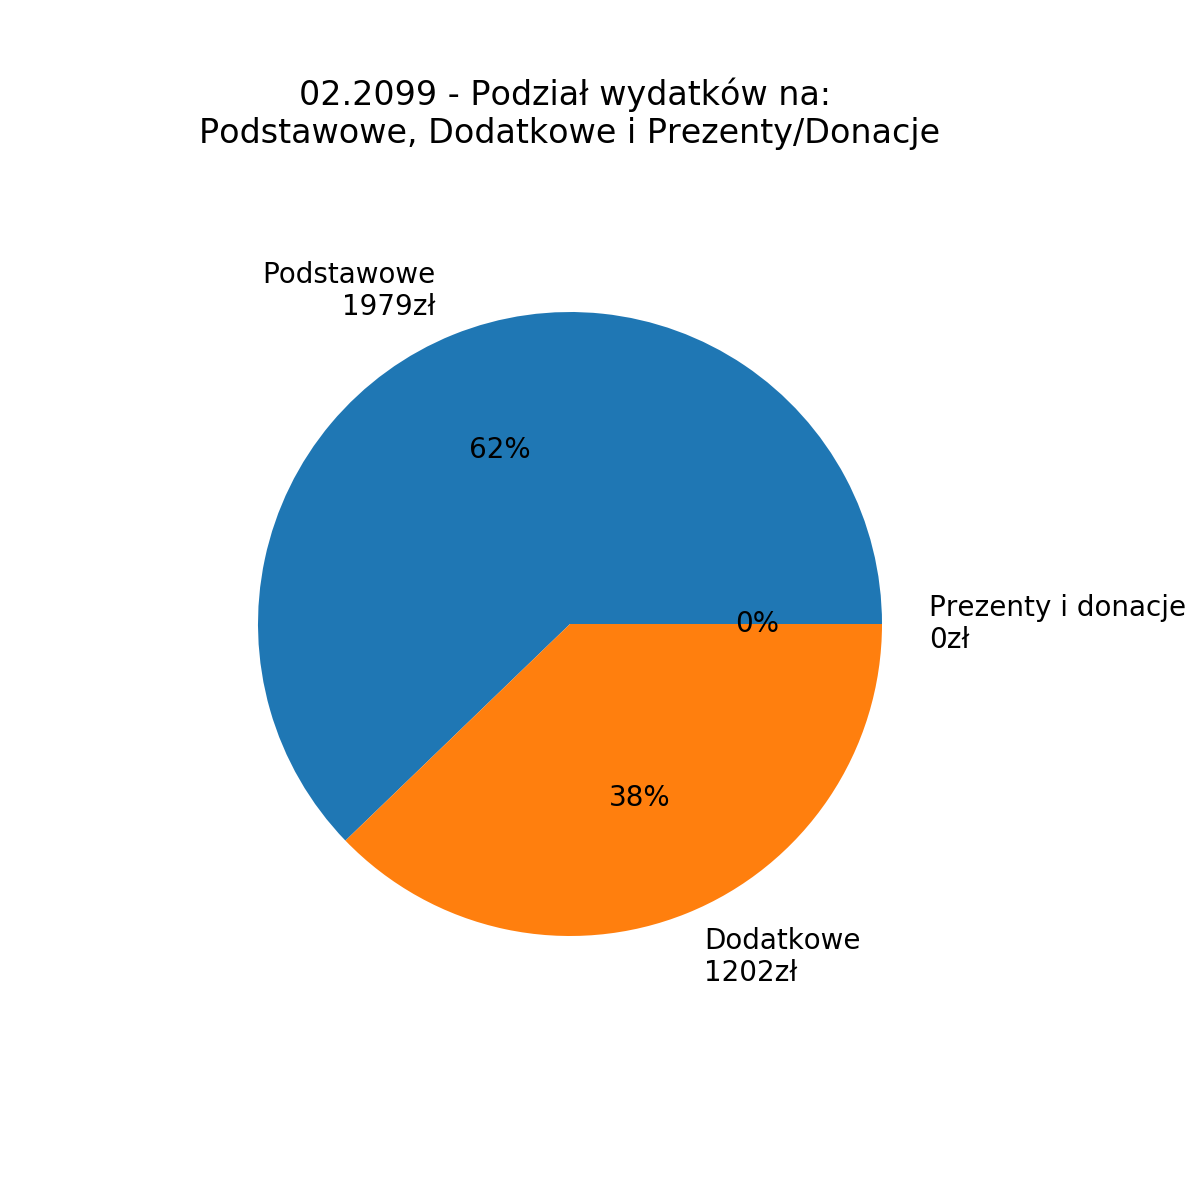 02.2099 - Podział wydatków na:
Podstawowe, Dodatkowe i Prezenty/Donacje
Podstawowe
1979zł
62%
0%
Prezenty i donacje
0zł
38%
Dodatkowe
1202zł